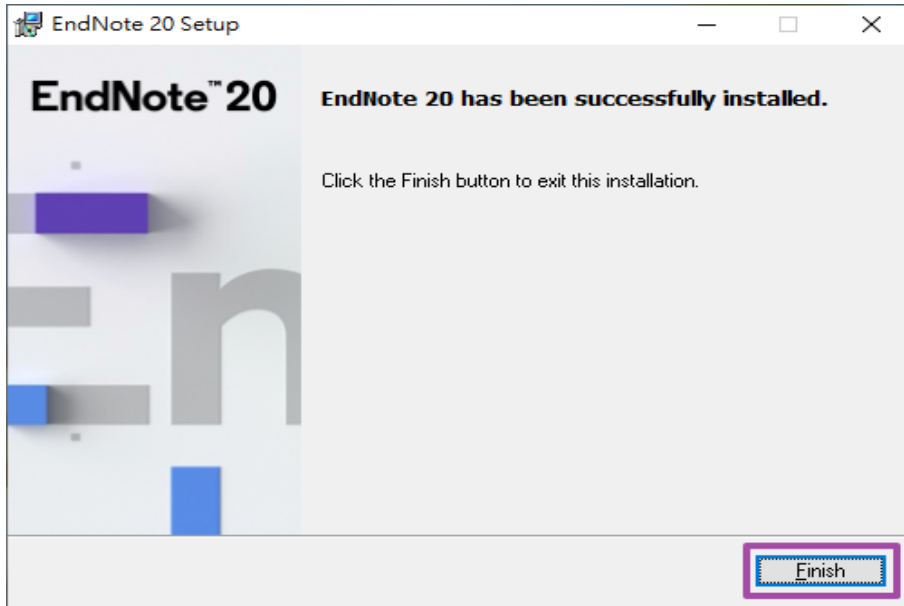 EndNote 20 Setup
EndNote™20
EndNote 20 has been successfully installed.
Click the Finish button to exit this installation.
En
Finish